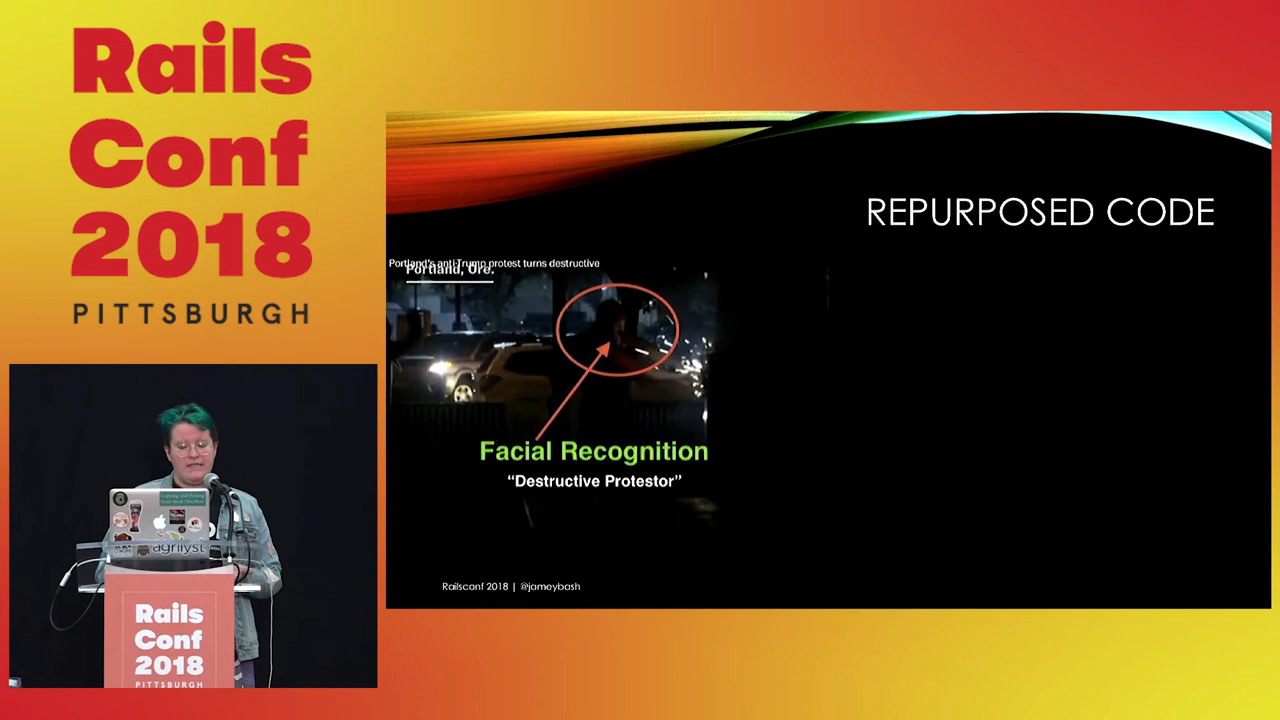 Rails
Conf
2018
PITTSBURGH
REPURPOSED CODE
Portland's anti-Trump protest turns destructive
Portland, Ore.
Facial Recognition
“Destructive Protestor”
Railsconf 2018 | @jameybash
agrilyst
Rails
Conf
2018
PITTSBURGH